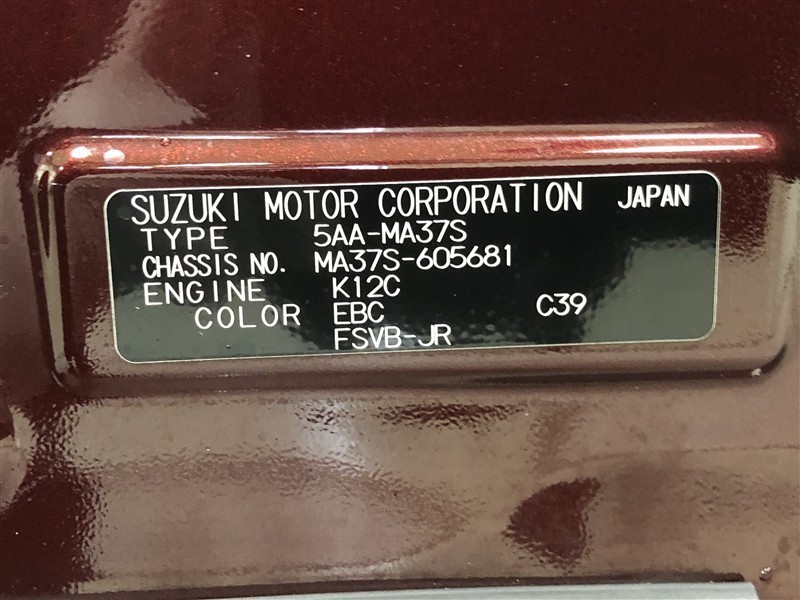 SUZUKI MOTOR CORPORATION JAPAN
TYPE 5AA-MA37S
CHASSIS NO. MA37S-605681
ENGINE K12C
COLOR EBC C39
FSVB-JR